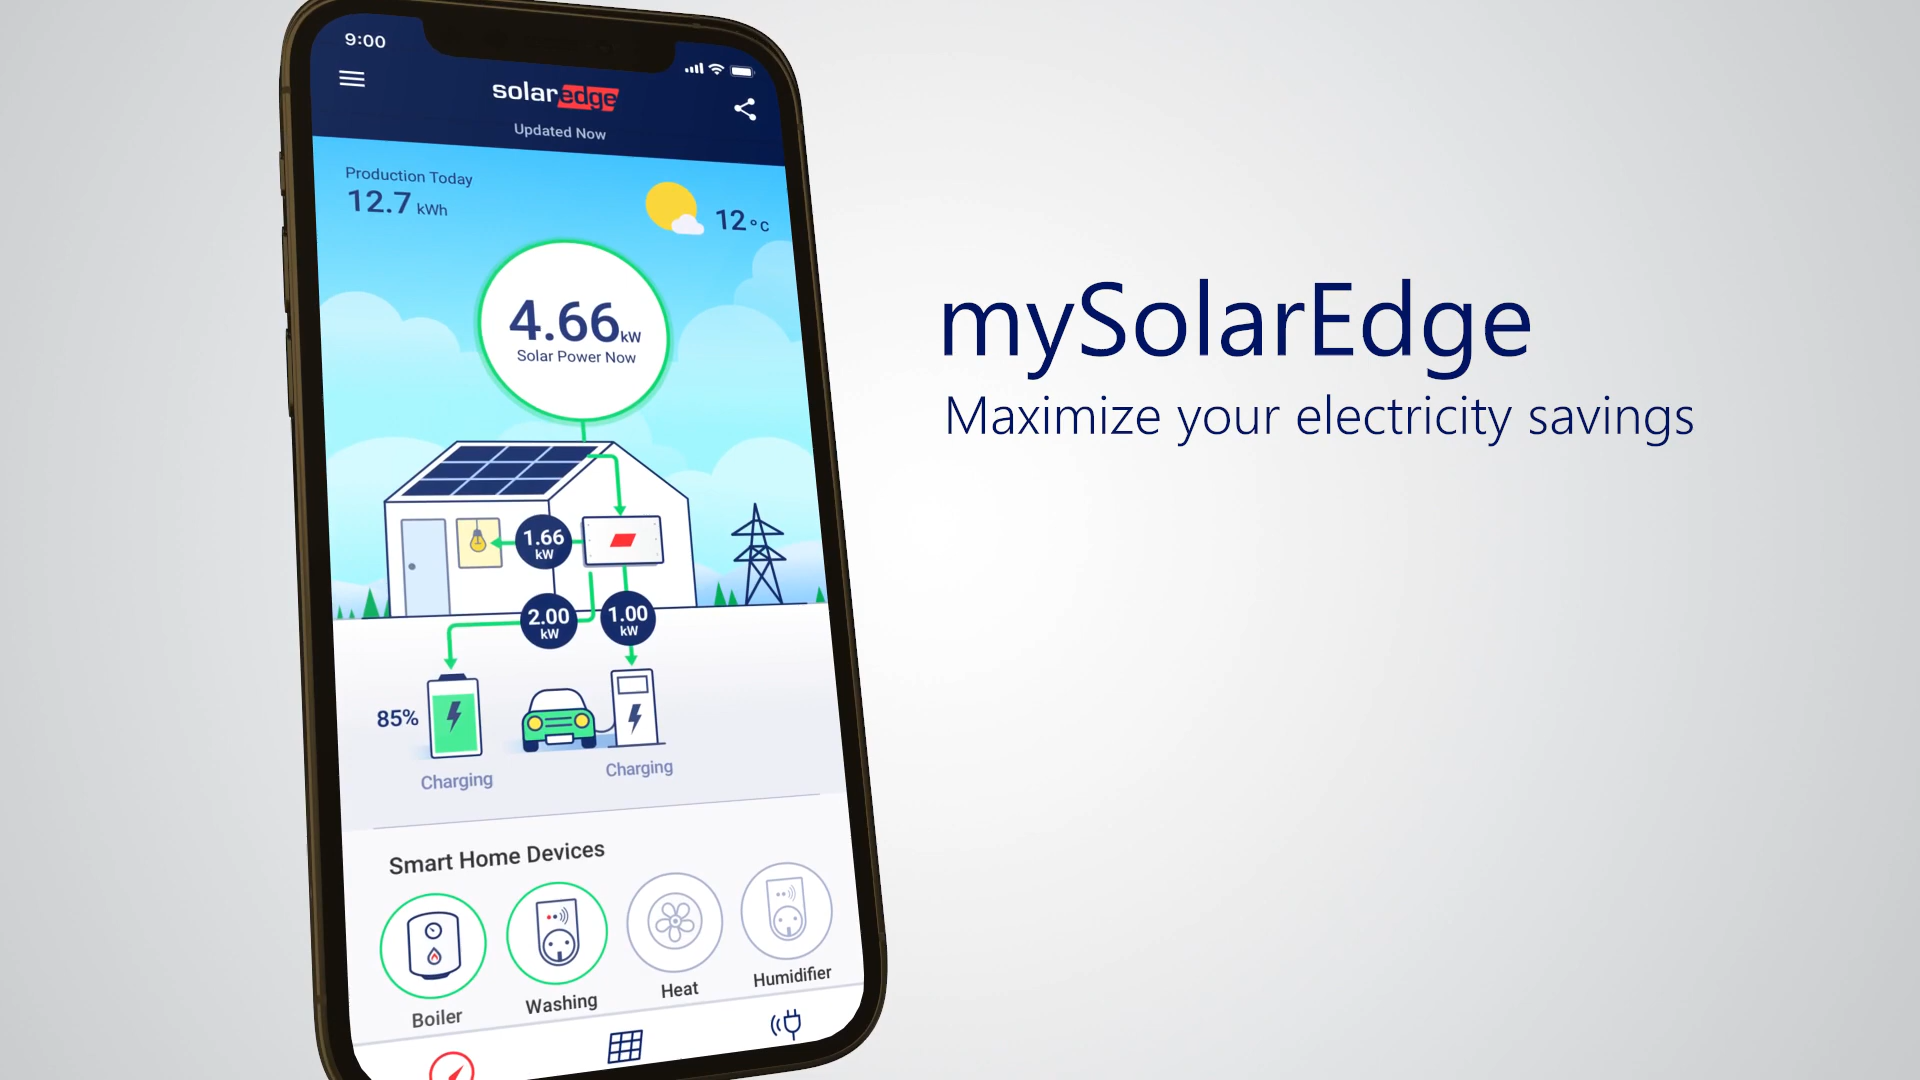 9:00
solaredge
Updated Now
Production Today
12.7 kWh
12°C
4.66 kW
Solar Power Now
1.66 kW
2.00 kW
1.00 kW
85%
Charging
Charging
Smart Home Devices
Boiler
Washing
Heat
Humidifier
mySolarEdge
Maximize your electricity savings